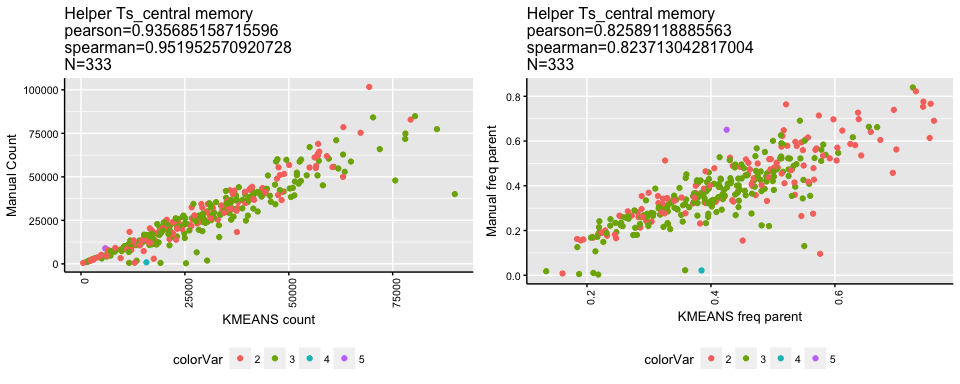 Helper Ts_central memory
pearson=0.935685158715596
spearman=0.951952570920728
N=333
100000
75000
50000
25000
0
Manual Count
0
25000
50000
75000
KMEANS count
colorVar 2 3 4 5
Helper Ts_central memory
pearson=0.82589118885563
spearman=0.823713042817004
N=333
0.8
0.6
0.4
0.2
0.0
Manual freq parent
0.2
0.4
0.6
KMEANS freq parent
colorVar 2 3 4 5